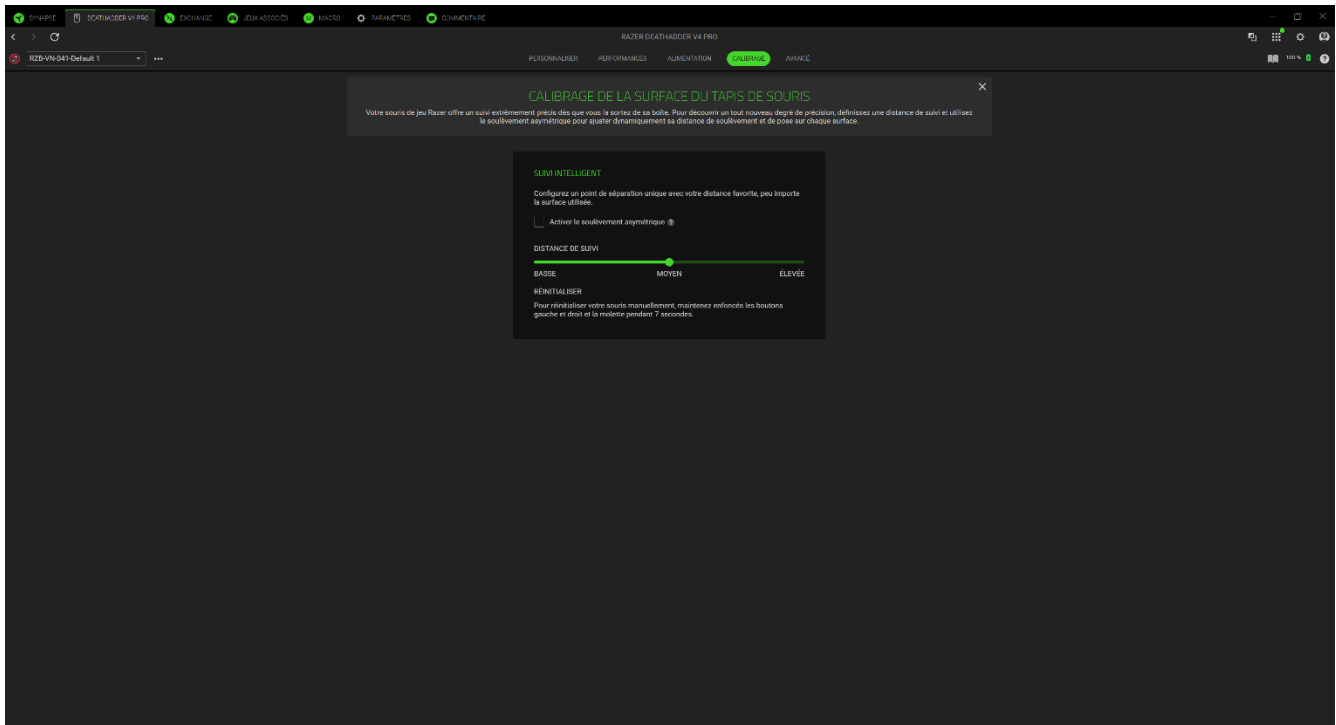 SYNAPSE DEATHADDER V4 PRO EXCHANGE JEUX ASSOCIÉS MACRO PARAMÈTRES COMMENTAIRE
RAZER DEATHADDER V4 PRO
RZB-VN-041-Default 1 PERSONNALISER PERFORMANCES ALIMENTATION CALIBRAGE AVANCÉ 100 %
CALIBRAGE DE LA SURFACE DU TAPIS DE SOURIS
Votre souris de jeu Razer offre un suivi extrêmement précis dès que vous la sortez de sa boîte. Pour découvrir un tout nouveau degré de précision, définissez une distance de suivi et utilisez
le soulèvement asymétrique pour ajuster dynamiquement sa distance de soulèvement et de pose sur chaque surface.
SUIVI INTELLIGENT
Configurez un point de séparation unique avec votre distance favorite, peu importe
la surface utilisée.
Activer le soulèvement asymétrique ?
DISTANCE DE SUIVI
BASSE MOYEN ÉLEVÉE
RÉINITIALISER
Pour réinitialiser votre souris manuellement, maintenez enfoncés les boutons
gauche et droit et la molette pendant 7 secondes.